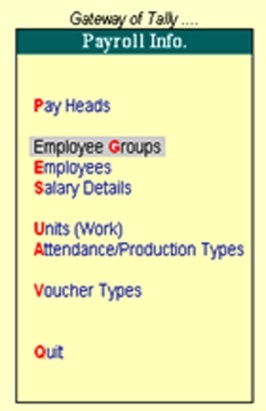 Gateway of Tally ....
Payroll Info.
Pay Heads
Employee Groups
Employees
Salary Details
Units (Work)
Attendance/Production Types
Voucher Types
Quit